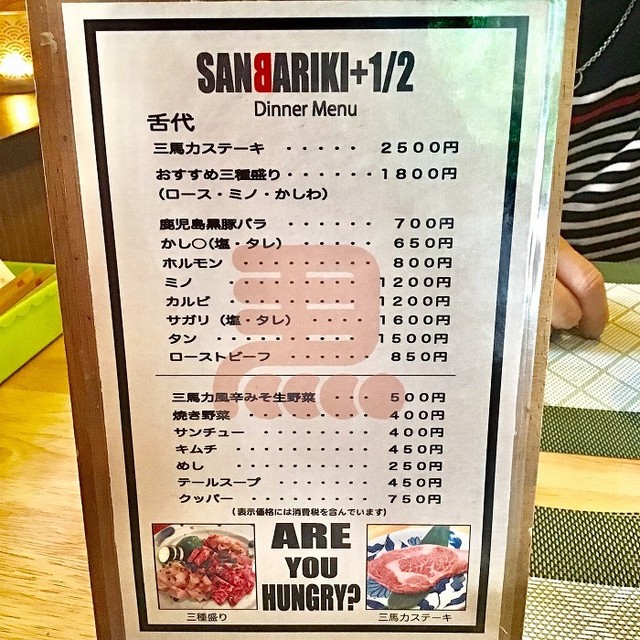 SANBARIKI+1/2
Dinner Menu
舌代
三馬力ステーキ ・・・・・ 2500円
おすすめ三種盛り・・・・・・1800円
（ロース・ミノ・かしわ）
鹿児島黒豚バラ ・・・・・・ 700円
かし○（塩・タレ） ・・・・・ 650円
ホルモン ・・・・・・・・・ 800円
ミノ ・・・・・・・・・・ 1200円
カルビ ・・・・・・・・・ 1200円
サガリ（塩・タレ） ・・・・ 1600円
タン ・・・・・・・・・・ 1500円
ローストビーフ ・・・・・・ 850円
三馬力風辛みそ生野菜 ・・・ 500円
焼き野菜 ・・・・・・・・・ 400円
サンチュー ・・・・・・・・ 400円
キムチ ・・・・・・・・・・ 450円
めし ・・・・・・・・・・ 250円
テールスープ ・・・・・・・ 450円
クッパー ・・・・・・・・・ 750円
（表示価格には消費税を含んでいます）
ARE
YOU
HUNGRY?
三種盛り
三馬力ステーキ